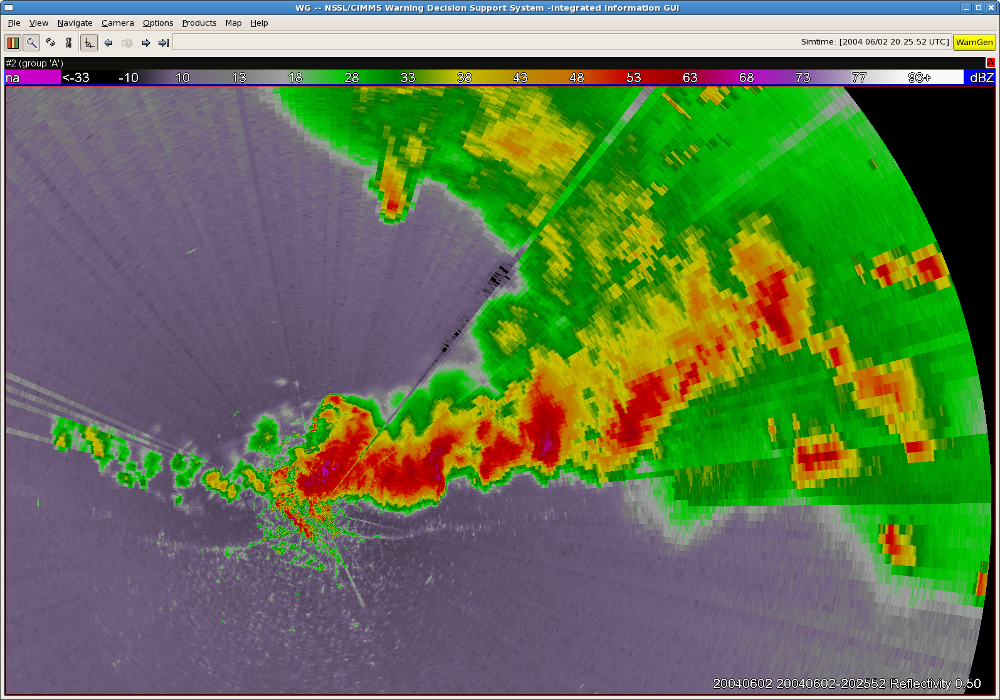 WG -- NSSL/CIMMS Warning Decision Support System -Integrated Information GUI
File View Navigate Camera Options Products Map Help
Simtime: [2004 06/02 20:25:52 UTC] WarnGen
#2 (group 'A') A
na <-33 -10 10 13 18 28 33 38 43 48 53 63 68 73 77 93+ dBZ
20040602 20040602-202552 Reflectivity 0.50